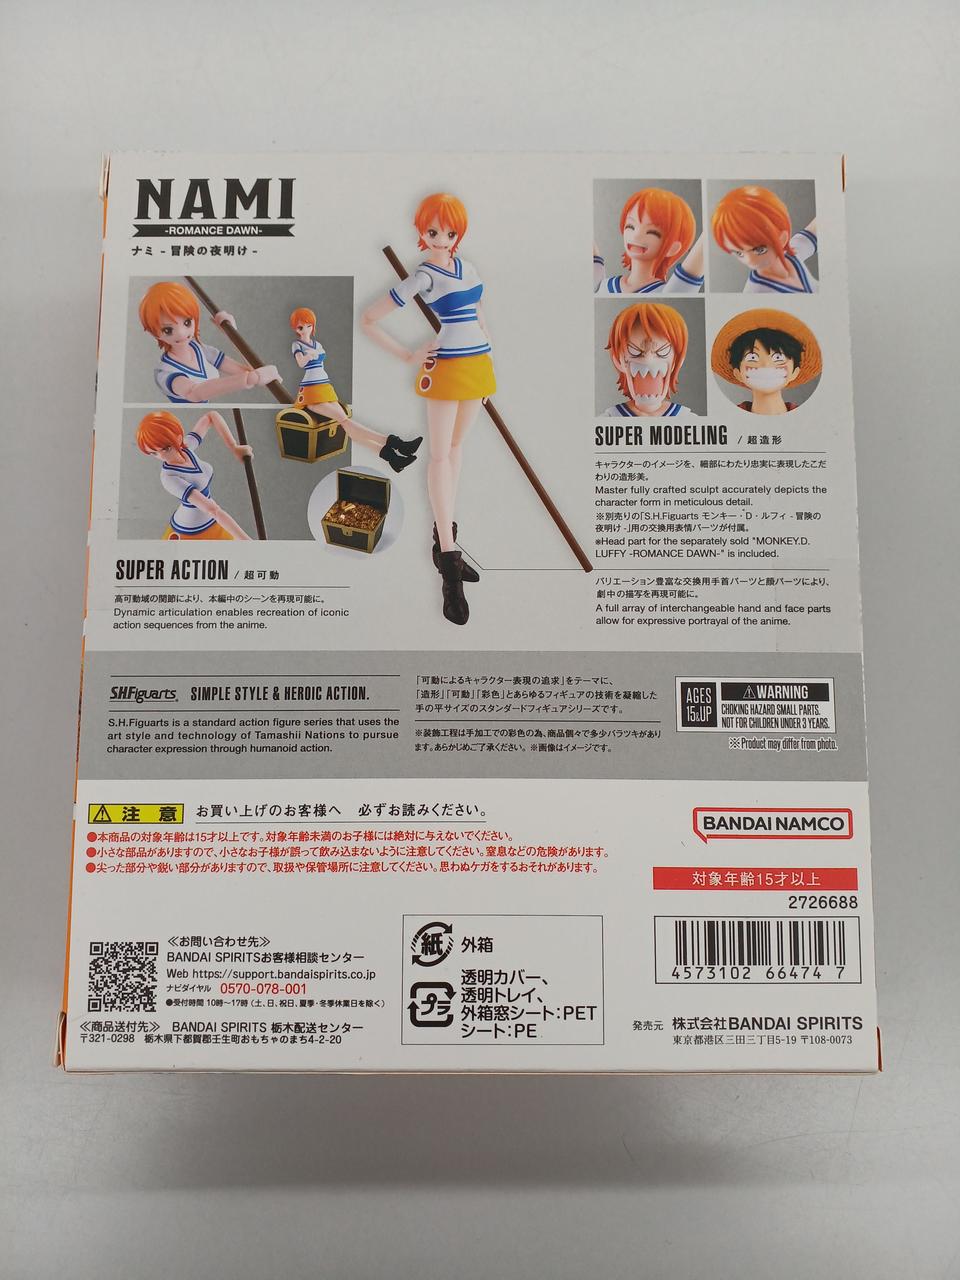 NAMI
-ROMANCE DAWN-
ナミ -冒険の夜明け-
SUPER ACTION / 超可動
高可動域の関節により、本編中のシーンを再現可能に。
Dynamic articulation enables recreation of iconic
action sequences from the anime.
SUPER MODELING / 超造形
キャラクターのイメージを、細部にわたり忠実に表現したこだ
わりの造形美。
Master fully crafted sculpt accurately depicts the
character form in meticulous detail.
※別売りの「S.H.Figuarts モンキー・D・ルフィ -冒険の
夜明け-」用の交換用表情パーツが付属。
※Head part for the separately sold "MONKEY.D.
LUFFY -ROMANCE DAWN-" is included.
バリエーション豊富な交換用手首パーツと顔パーツにより、
劇中の描写を再現可能に。
A full array of interchangeable hand and face parts
allow for expressive portrayal of the anime.
S.H.Figuarts SIMPLE STYLE & HEROIC ACTION.
S.H.Figuarts is a standard action figure series that uses the
art style and technology of Tamashii Nations to pursue
character expression through humanoid action.
「可動によるキャラクター表現の追求」をテーマに、
「造形」「可動」「彩色」とあらゆるフィギュアの技術を凝縮した
手の平サイズのスタンダードフィギュアシリーズです。
※装飾工程は手加工での彩色の為、商品個々で多少バラツキがあり
ます。あらかじめご了承ください。※画像はイメージです。
AGES
15&UP
⚠WARNING
CHOKING HAZARD SMALL PARTS.
NOT FOR CHILDREN UNDER 3 YEARS.
※Product may differ from photo.
⚠ 注意 お買い上げのお客様へ 必ずお読みください。
●本商品の対象年齢は15才以上です。対象年齢未満のお子様には絶対に与えないでください。
●小さな部品がありますので、小さなお子様が誤って飲み込まないように注意してください。窒息などの危険があります。
●尖った部分や鋭い部分がありますので、取扱や保管場所に注意してください。思わぬケガをするおそれがあります。
BANDAI NAMCO
対象年齢15才以上
2726688
4573102 66474 7
≪お問い合わせ先≫
BANDAI SPIRITSお客様相談センター
Web https://support.bandaispirits.co.jp
ナビダイヤル 0570-078-001
●受付時間 10時～17時 (土、日、祝日、夏季・冬季休業日を除く)
≪商品送付先≫ BANDAI SPIRITS 栃木配送センター
〒321-0298 栃木県下都賀郡壬生町おもちゃのまち4-2-20
紙 外箱
プラ
透明カバー、
透明トレイ、
外箱窓シート:PET
シート:PE
発売元 株式会社BANDAI SPIRITS
東京都港区三田三丁目5-19 〒108-0073